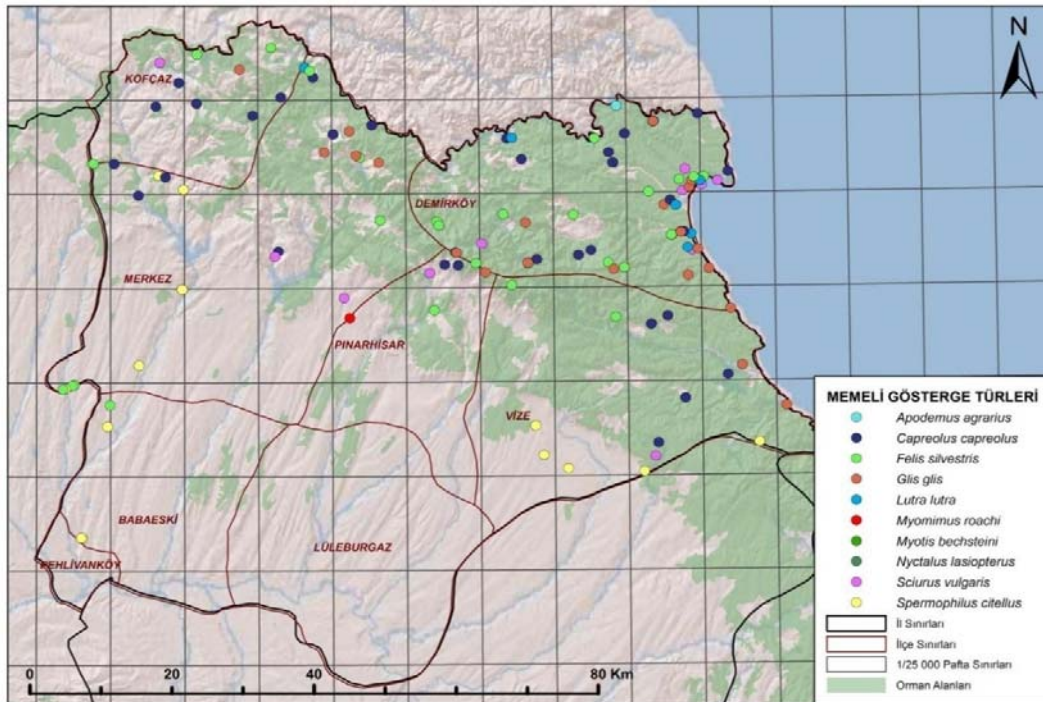 N
KOFÇAZ
DEMİRKÖY
MERKEZ
PINARHİSAR
VİZE
BABAESKİ
LÜLEBURGAZ
PEHLİVANKÖY
0 20 40 80 Km
MEMELİ GÖSTERGE TÜRLERİ
Apodemus agrarius
Capreolus capreolus
Felis silvestris
Glis glis
Lutra lutra
Myomimus roachi
Myotis bechsteini
Nyctalus lasiopterus
Sciurus vulgaris
Spermophilus citellus
İl Sınırları
İlçe Sınırları
1/25 000 Pafta Sınırları
Orman Alanları